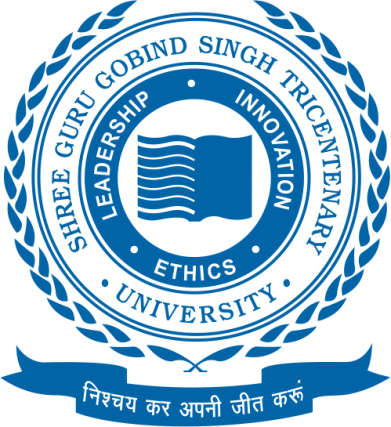 SHREE GURU GOBIND SINGH TRICENTENARY
UNIVERSITY
LEADERSHIP
INNOVATION
ETHICS
निश्चय कर अपनी जीत करूं